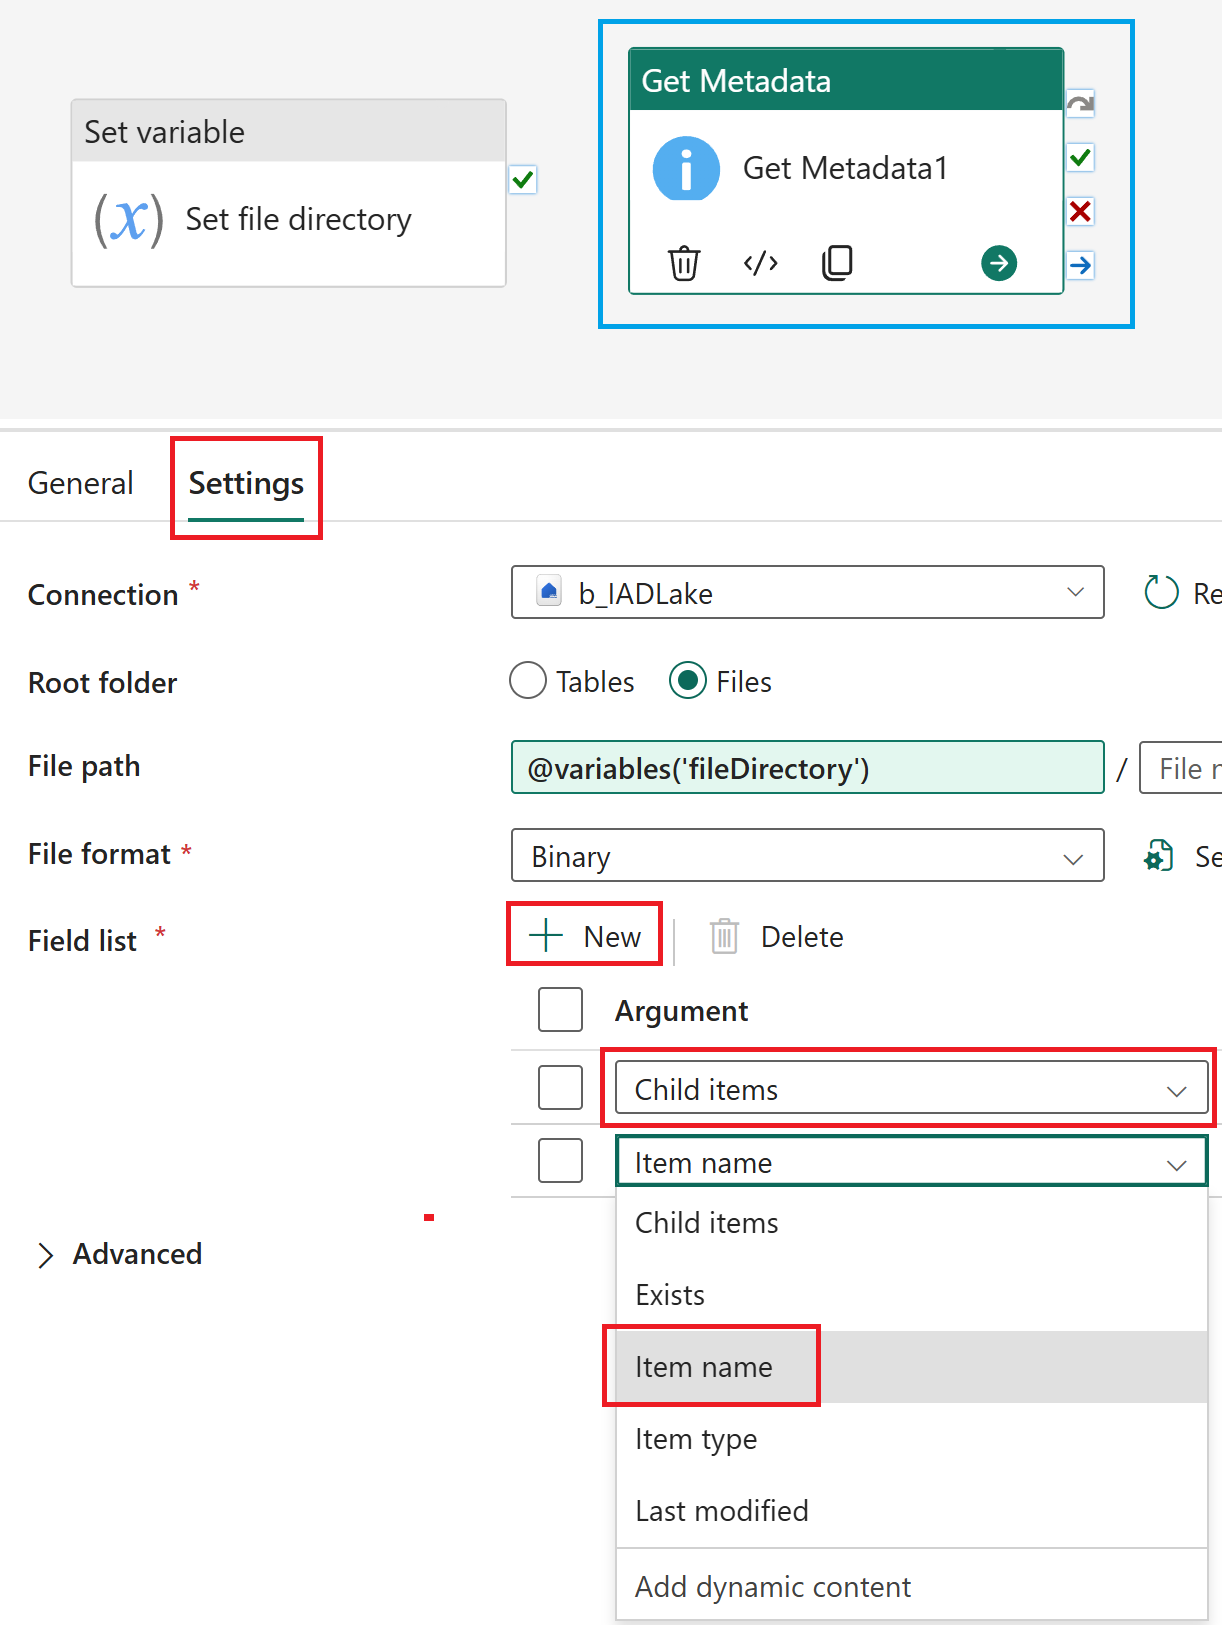 Get Metadata
Set variable
Get Metadata1
(x) Set file directory
General Settings
Connection *
b_IADLake
Re
Root folder
Tables Files
File path
@variables('fileDirectory') / File n
File format *
Binary
Se
Field list *
New Delete
Argument
Child items
Item name
Child items
Exists
Advanced
Item name
Item type
Last modified
Add dynamic content